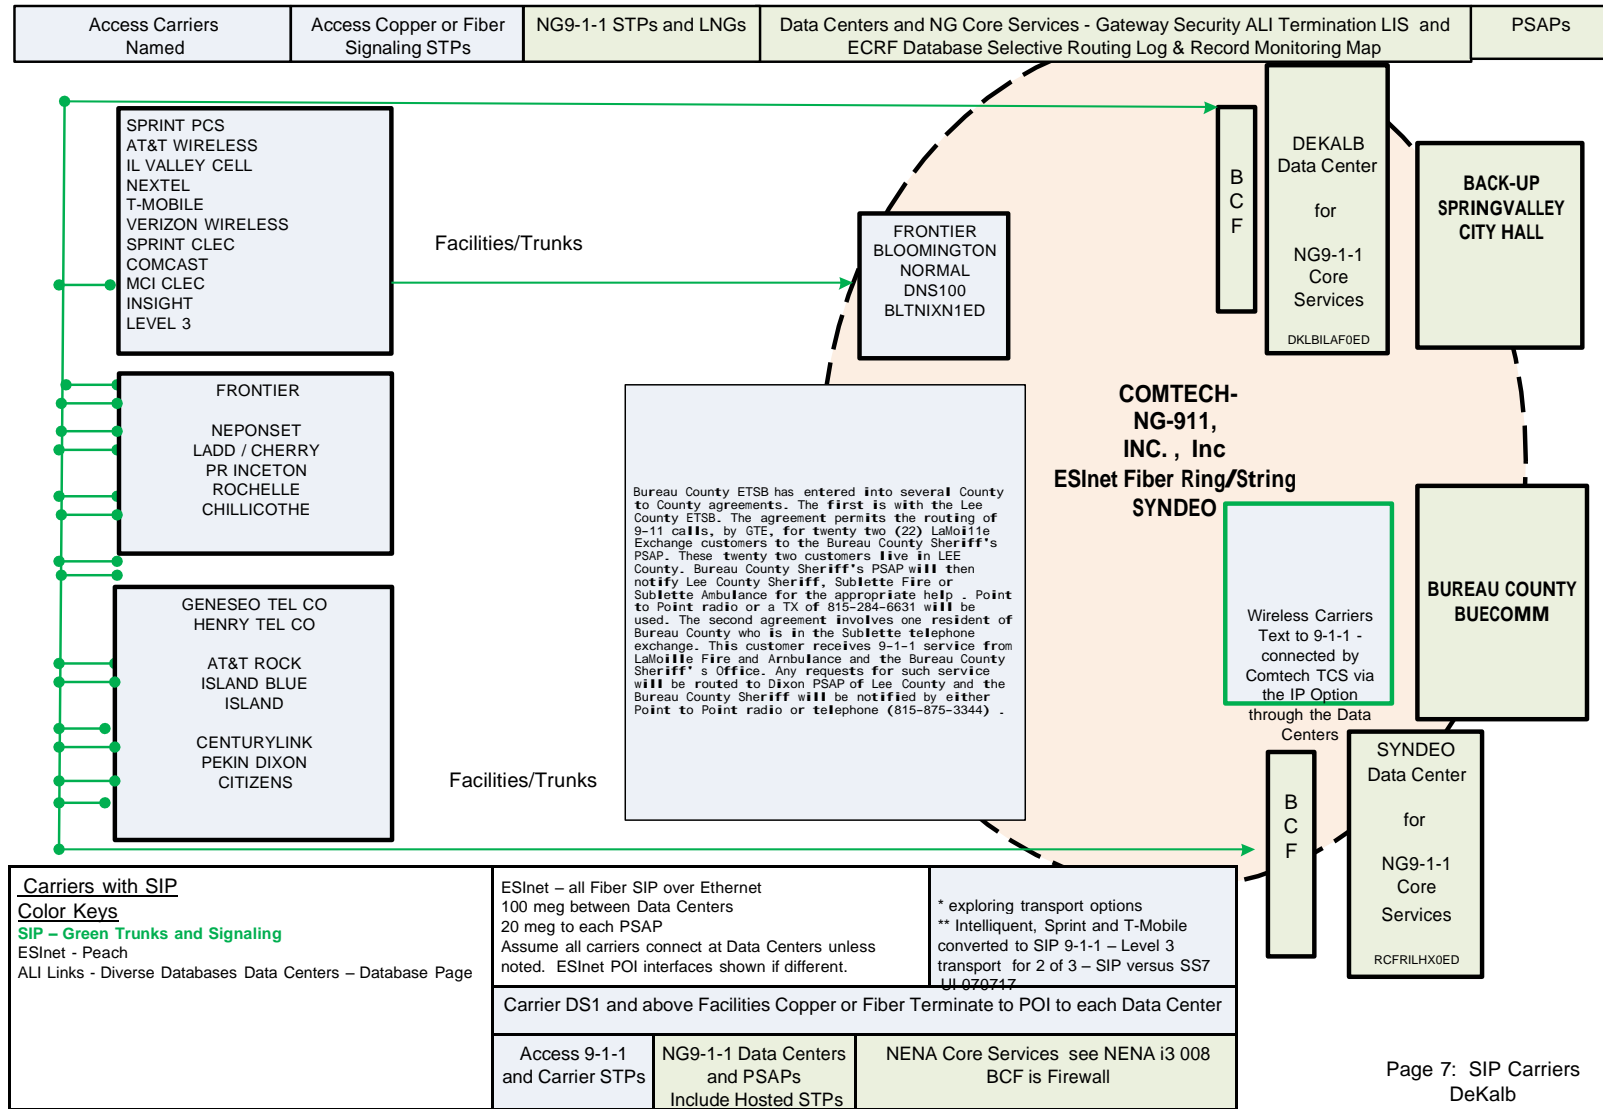 Access Carriers
Named
Access Copper or Fiber
Signaling STPs
NG9-1-1 STPs and LNGs
Data Centers and NG Core Services - Gateway Security ALI Termination LIS and
ECRF Database Selective Routing Log & Record Monitoring Map
PSAPs
SPRINT PCS
AT&T WIRELESS
IL VALLEY CELL
NEXTEL
T-MOBILE
VERIZON WIRELESS
SPRINT CLEC
COMCAST
MCI CLEC
INSIGHT
LEVEL 3
Facilities/Trunks
FRONTIER
BLOOMINGTON
NORMAL
DNS100
BLTNIXN1ED
B
C
F
DEKALB
Data Center
for
NG9-1-1
Core
Services
DKLBILAF0ED
BACK-UP
SPRINGVALLEY
CITY HALL
FRONTIER
NEPONSET
LADD / CHERRY
PR INCETON
ROCHELLE
CHILLICOTHE
COMTECH-
NG-911,
INC. , Inc
ESInet Fiber Ring/String
SYNDEO
Bureau County ETSB has entered into several County
to County agreements. The first is with the Lee
County ETSB. The agreement permits the routing of
9-11 calls, by GTE, for twenty two (22) LaMoi11e
Exchange customers to the Bureau County Sheriff's
PSAP. These twenty two customers live in LEE
County. Bureau County Sheriff's PSAP will then
notify Lee County Sheriff, Sublette Fire or
Sublette Ambulance for the appropriate help . Point
to Point radio or a TX of 815-284-6631 will be
used. The second agreement involves one resident of
Bureau County who is in the Sublette telephone
exchange. This customer receives 9-1-1 service from
LaMoille Fire and Arnbulance and the Bureau County
Sheriff' s Office. Any requests for such service
will be routed to Dixon PSAP of Lee County and the
Bureau County Sheriff will be notified by either
Point to Point radio or telephone (815-875-3344) .
GENESEO TEL CO
HENRY TEL CO
AT&T ROCK
ISLAND BLUE
ISLAND
CENTURYLINK
PEKIN DIXON
CITIZENS
Facilities/Trunks
Wireless Carriers
Text to 9-1-1 -
connected by
Comtech TCS via
the IP Option
through the Data
Centers
BUREAU COUNTY
BUECOMM
B
C
F
SYNDEO
Data Center
for
NG9-1-1
Core
Services
RCFRILHX0ED
Carriers with SIP
Color Keys
SIP – Green Trunks and Signaling
ESInet - Peach
ALI Links - Diverse Databases Data Centers – Database Page
ESInet – all Fiber SIP over Ethernet
100 meg between Data Centers
20 meg to each PSAP
Assume all carriers connect at Data Centers unless
noted. ESInet POI interfaces shown if different.
* exploring transport options
** Intelliquent, Sprint and T-Mobile
converted to SIP 9-1-1 – Level 3
transport for 2 of 3 – SIP versus SS7
UI 070717
Carrier DS1 and above Facilities Copper or Fiber Terminate to POI to each Data Center
Access 9-1-1
and Carrier STPs
NG9-1-1 Data Centers
and PSAPs
Include Hosted STPs
NENA Core Services see NENA i3 008
BCF is Firewall
Page 7: SIP Carriers
DeKalb